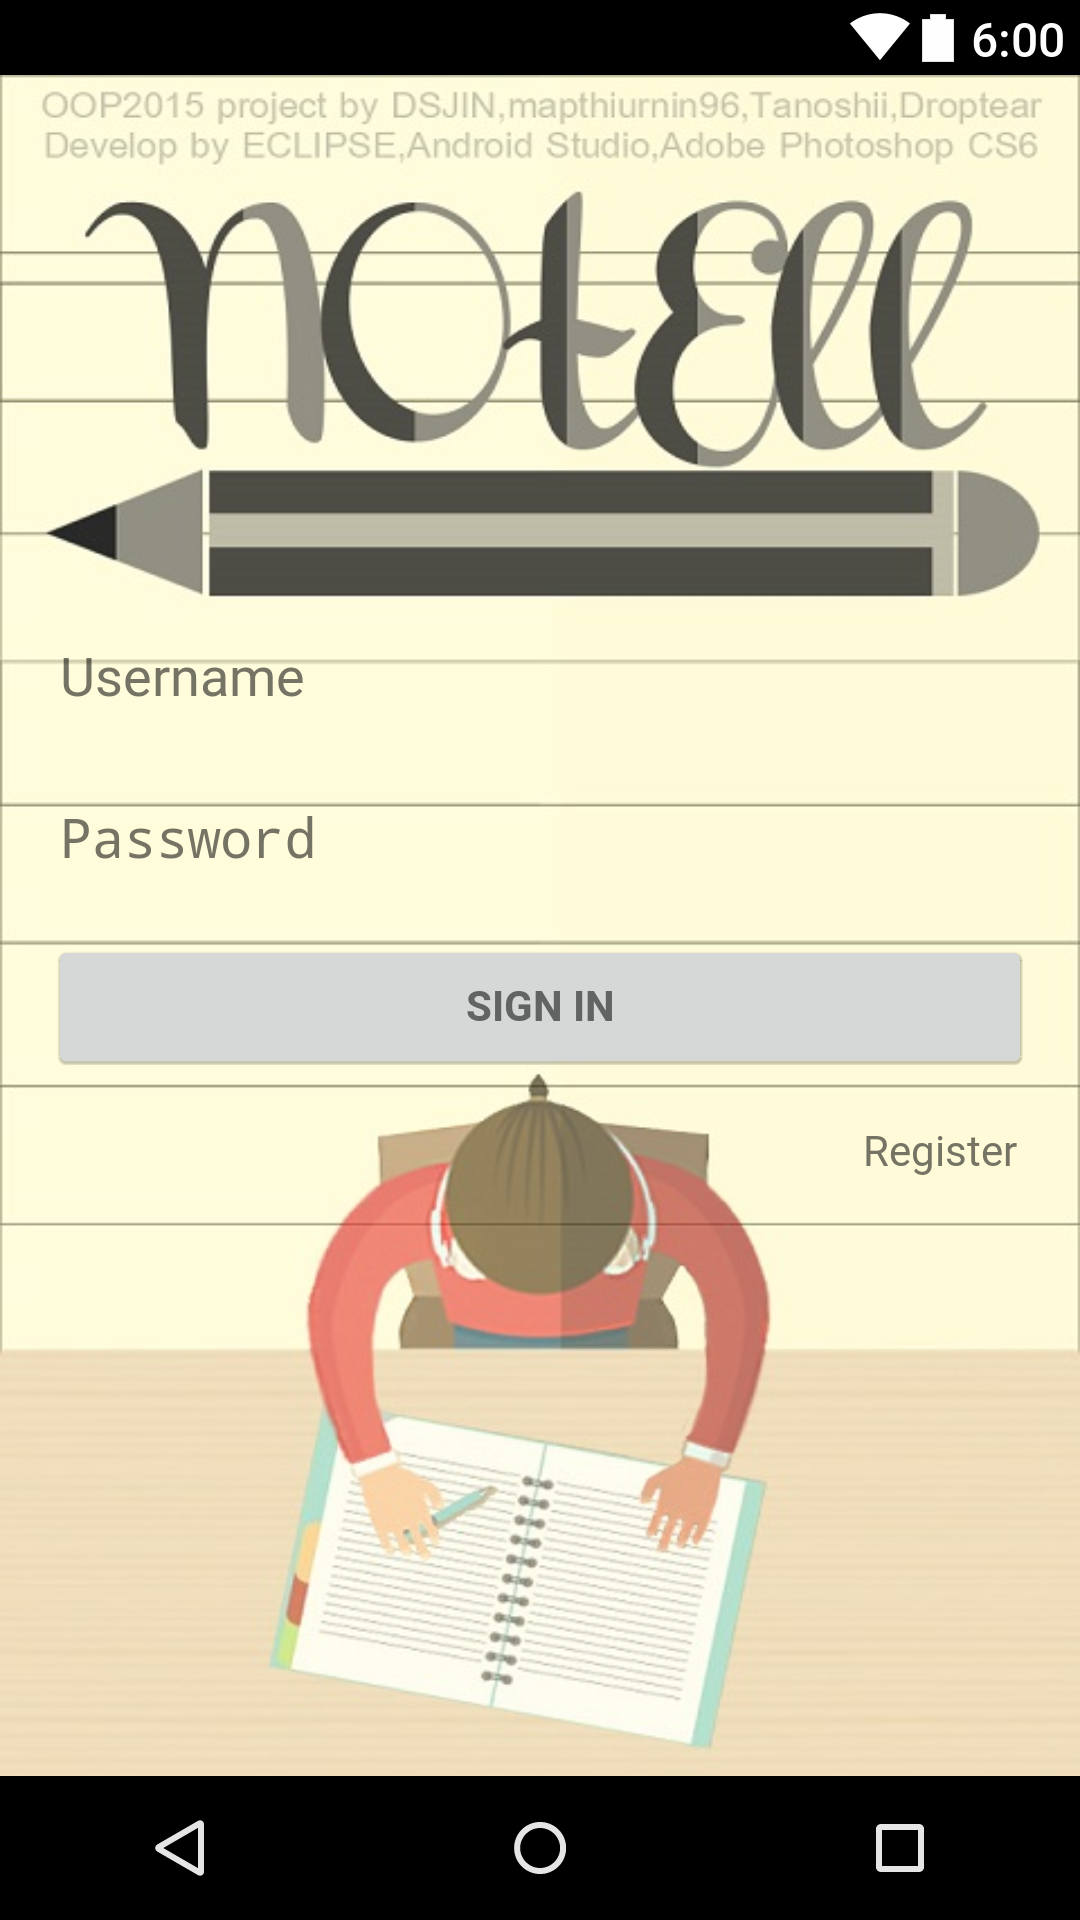 6:00
OOP2015 project by DSJIN,mapthiurnin96,Tanoshii,Droptear
Develop by ECLIPSE,Android Studio,Adobe Photoshop CS6
notEll
Username
Password
SIGN IN
Register